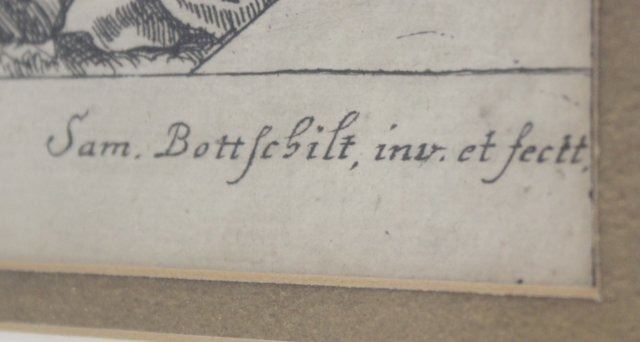 Sam. Bottſchilt, inv. et fecit,